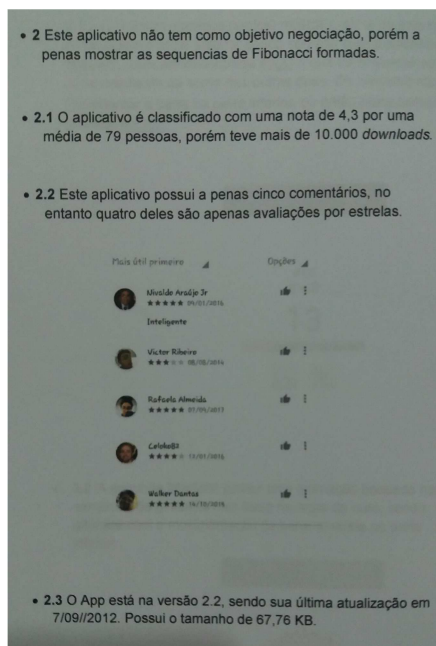 • 2 Este aplicativo não tem como objetivo negociação, porém a
penas mostrar as sequencias de Fibonacci formadas.
• 2.1 O aplicativo é classificado com uma nota de 4,3 por uma
média de 79 pessoas, porém teve mais de 10.000 downloads.
• 2.2 Este aplicativo possui a penas cinco comentários, no
entanto quatro deles são apenas avaliações por estrelas.
Mais útil primeiro Opções
Nivaldo Araújo Jr
★★★★★
Inteligente
Victor Ribeiro
★★★
Rafaela Almeida
★★★★★
★★★★
Walker Dantas
★★★★★
• 2.3 O App está na versão 2.2, sendo sua última atualização em
7/09//2012. Possui o tamanho de 67,76 KB.